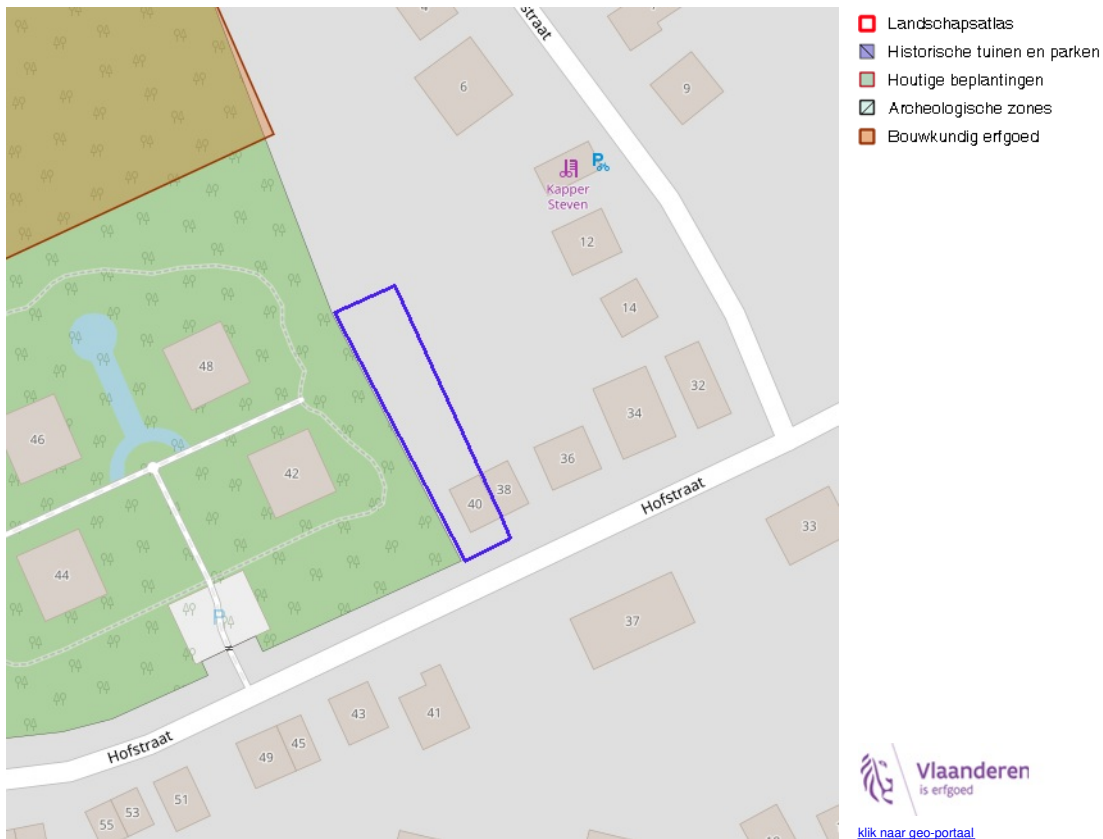 straat
6
9
P
Kapper
Steven
12
14
48
46
32
34
42
36
38
40
Hofstraat
33
44
P
37
43
41
45
49
Hofstraat
51
53
55
Landschapsatlas
Historische tuinen en parken
Houtige beplantingen
Archeologische zones
Bouwkundig erfgoed
Vlaanderen
is erfgoed
klik naar geo-portaal